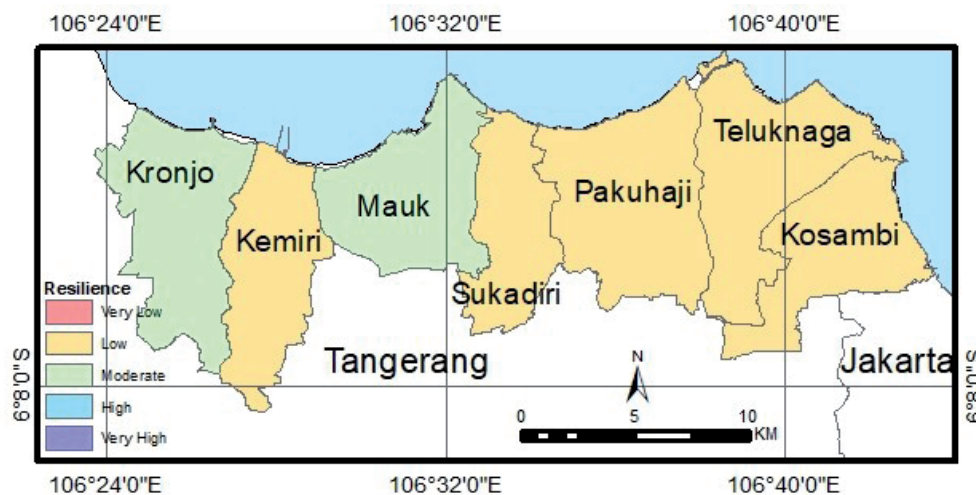 106°24'0"E 106°32'0"E 106°40'0"E
Teluknaga
Kronjo
Pakuhaji
Mauk
Kemiri
Kosambi
Sukadiri
Resilience
Very Low
Low
Moderate
High
Very High
Tangerang
Jakarta
N
0 5 10
KM
6°8'0"S
6°8'0"S
106°24'0"E 106°32'0"E 106°40'0"E